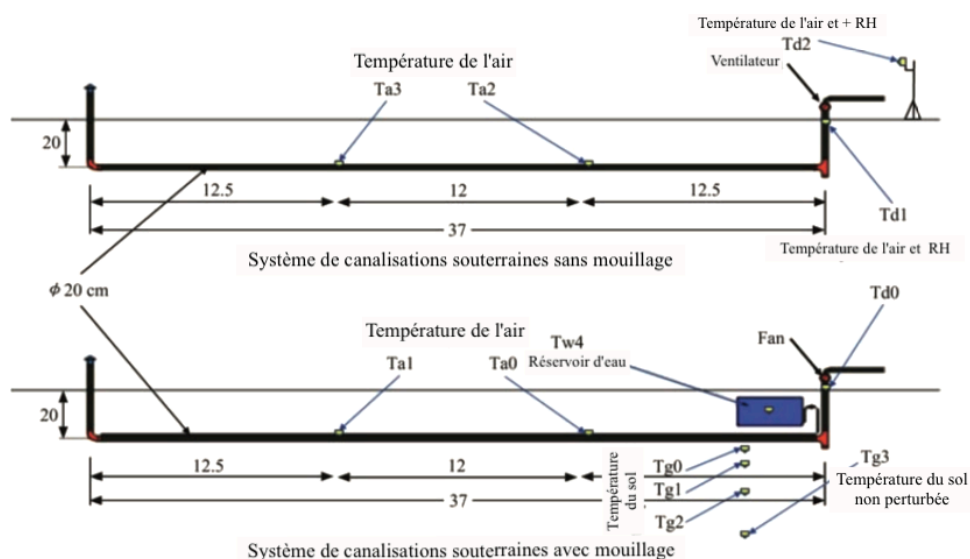 Température de l'air et + RH
Td2
Ventilateur
Température de l'air
Ta3
Ta2
20
12.5
12
12.5
37
Td1
Température de l'air et RH
Système de canalisations souterraines sans mouillage
ϕ 20 cm
Td0
Température de l'air
Tw4
Fan
Ta1
Ta0
Réservoir d'eau
20
12.5
12
Température
du sol
Tg0
Tg1
Tg2
Tg3
Température du sol
non perturbée
37
Système de canalisations souterraines avec mouillage